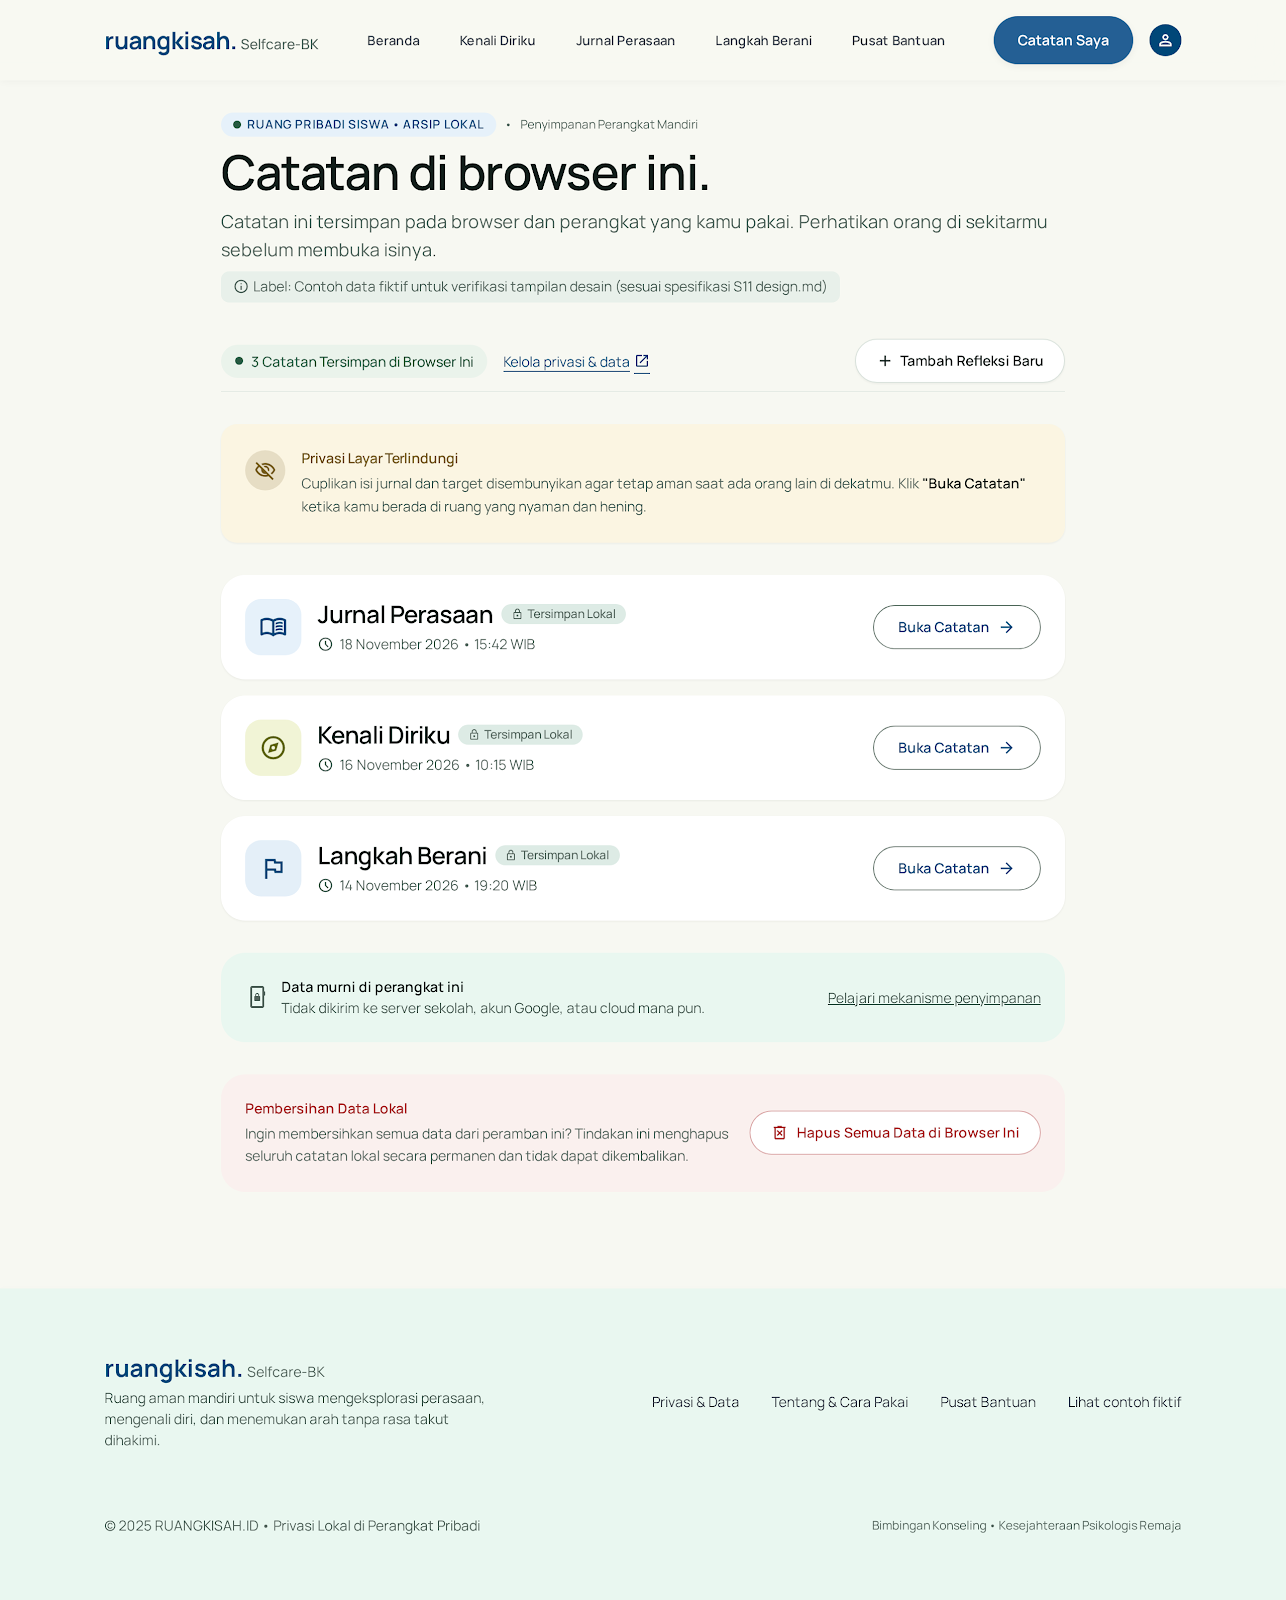 ruangkisah. Selfcare-BK
Beranda
Kenali Diriku
Jurnal Perasaan
Langkah Berani
Pusat Bantuan
Catatan Saya
RUANG PRIBADI SISWA • ARSIP LOKAL • Penyimpanan Perangkat Mandiri
Catatan di browser ini.
Catatan ini tersimpan pada browser dan perangkat yang kamu pakai. Perhatikan orang di sekitarmu
sebelum membuka isinya.
Label: Contoh data fiktif untuk verifikasi tampilan desain (sesuai spesifikasi S11 design.md)
3 Catatan Tersimpan di Browser Ini
Kelola privasi & data
Tambah Refleksi Baru
Privasi Layar Terlindungi
Cuplikan isi jurnal dan target disembunyikan agar tetap aman saat ada orang lain di dekatmu. Klik "Buka Catatan"
ketika kamu berada di ruang yang nyaman dan hening.
Jurnal Perasaan
Tersimpan Lokal
18 November 2026 • 15:42 WIB
Buka Catatan
Kenali Diriku
Tersimpan Lokal
16 November 2026 • 10:15 WIB
Buka Catatan
Langkah Berani
Tersimpan Lokal
14 November 2026 • 19:20 WIB
Buka Catatan
Data murni di perangkat ini
Tidak dikirim ke server sekolah, akun Google, atau cloud mana pun.
Pelajari mekanisme penyimpanan
Pembersihan Data Lokal
Ingin membersihkan semua data dari peramban ini? Tindakan ini menghapus
seluruh catatan lokal secara permanen dan tidak dapat dikembalikan.
Hapus Semua Data di Browser Ini
ruangkisah. Selfcare-BK
Ruang aman mandiri untuk siswa mengeksplorasi perasaan,
mengenali diri, dan menemukan arah tanpa rasa takut
dihakimi.
Privasi & Data
Tentang & Cara Pakai
Pusat Bantuan
Lihat contoh fiktif
© 2025 RUANGKISAH.ID • Privasi Lokal di Perangkat Pribadi
Bimbingan Konseling • Kesejahteraan Psikologis Remaja